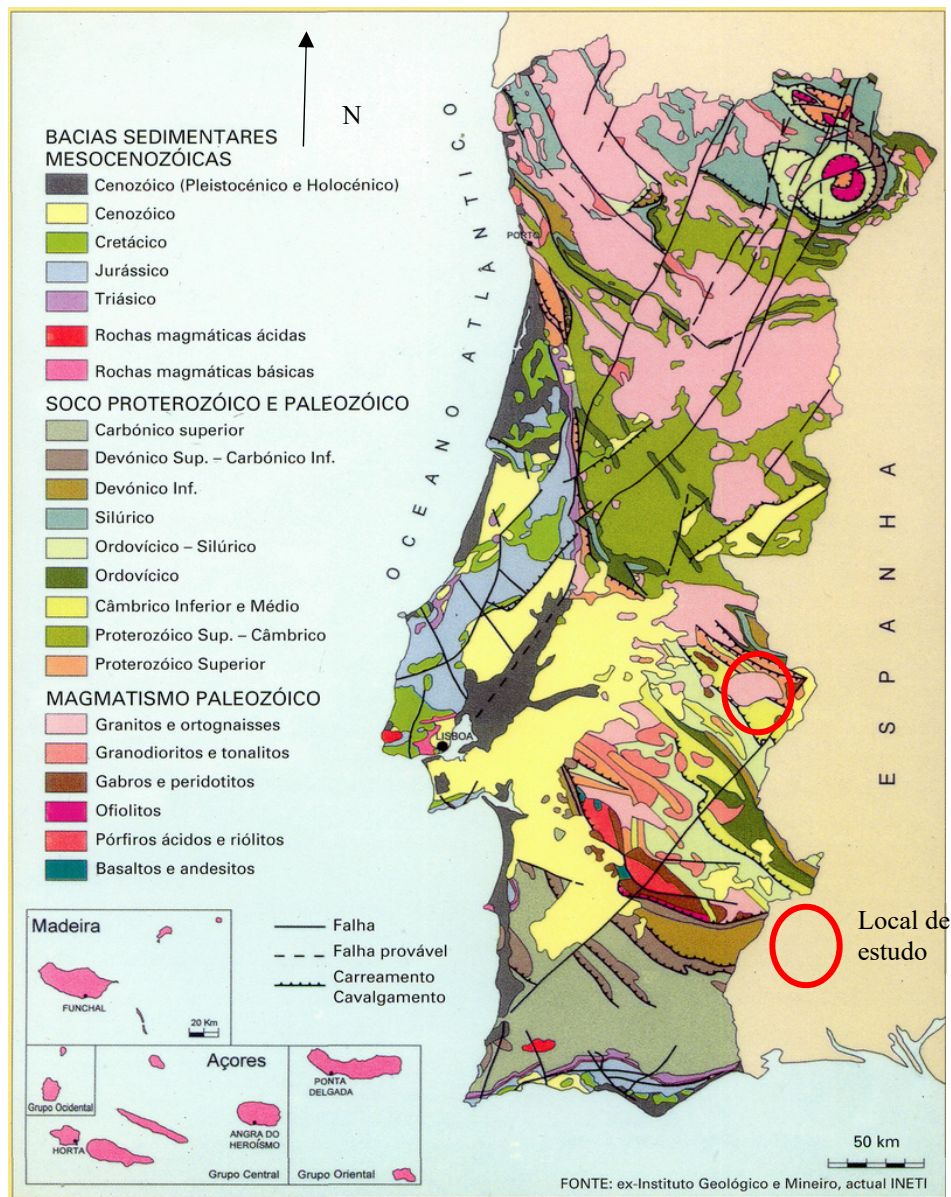 N
BACIAS SEDIMENTARES
MESOCENOZÓICAS
Cenozóico (Pleistocénico e Holocénico)
Cenozóico
Cretácico
Jurássico
Triásico
Rochas magmáticas ácidas
Rochas magmáticas básicas
SOCO PROTEROZÓICO E PALEOZÓICO
Carbónico superior
Devónico Sup. – Carbónico Inf.
Devónico Inf.
Silúrico
Ordovícico – Silúrico
Ordovícico
Câmbrico Inferior e Médio
Proterozóico Sup. – Câmbrico
Proterozóico Superior
MAGMATISMO PALEOZÓICO
Granitos e ortognaisses
Granodioritos e tonalitos
Gabros e peridotitos
Ofiolitos
Pórfiros ácidos e riólitos
Basaltos e andesitos
OCEANO ATLÂNTICO
PORTO
LISBOA
ESPANHA
Local de
estudo
Falha
Falha provável
Carreamento
Cavalgamento
Madeira
FUNCHAL
20 Km
Açores
Grupo Ocidental
HORTA
ANGRA DO
HEROÍSMO
Grupo Central
PONTA
DELGADA
Grupo Oriental
50 km
FONTE: ex-Instituto Geológico e Mineiro, actual INETI